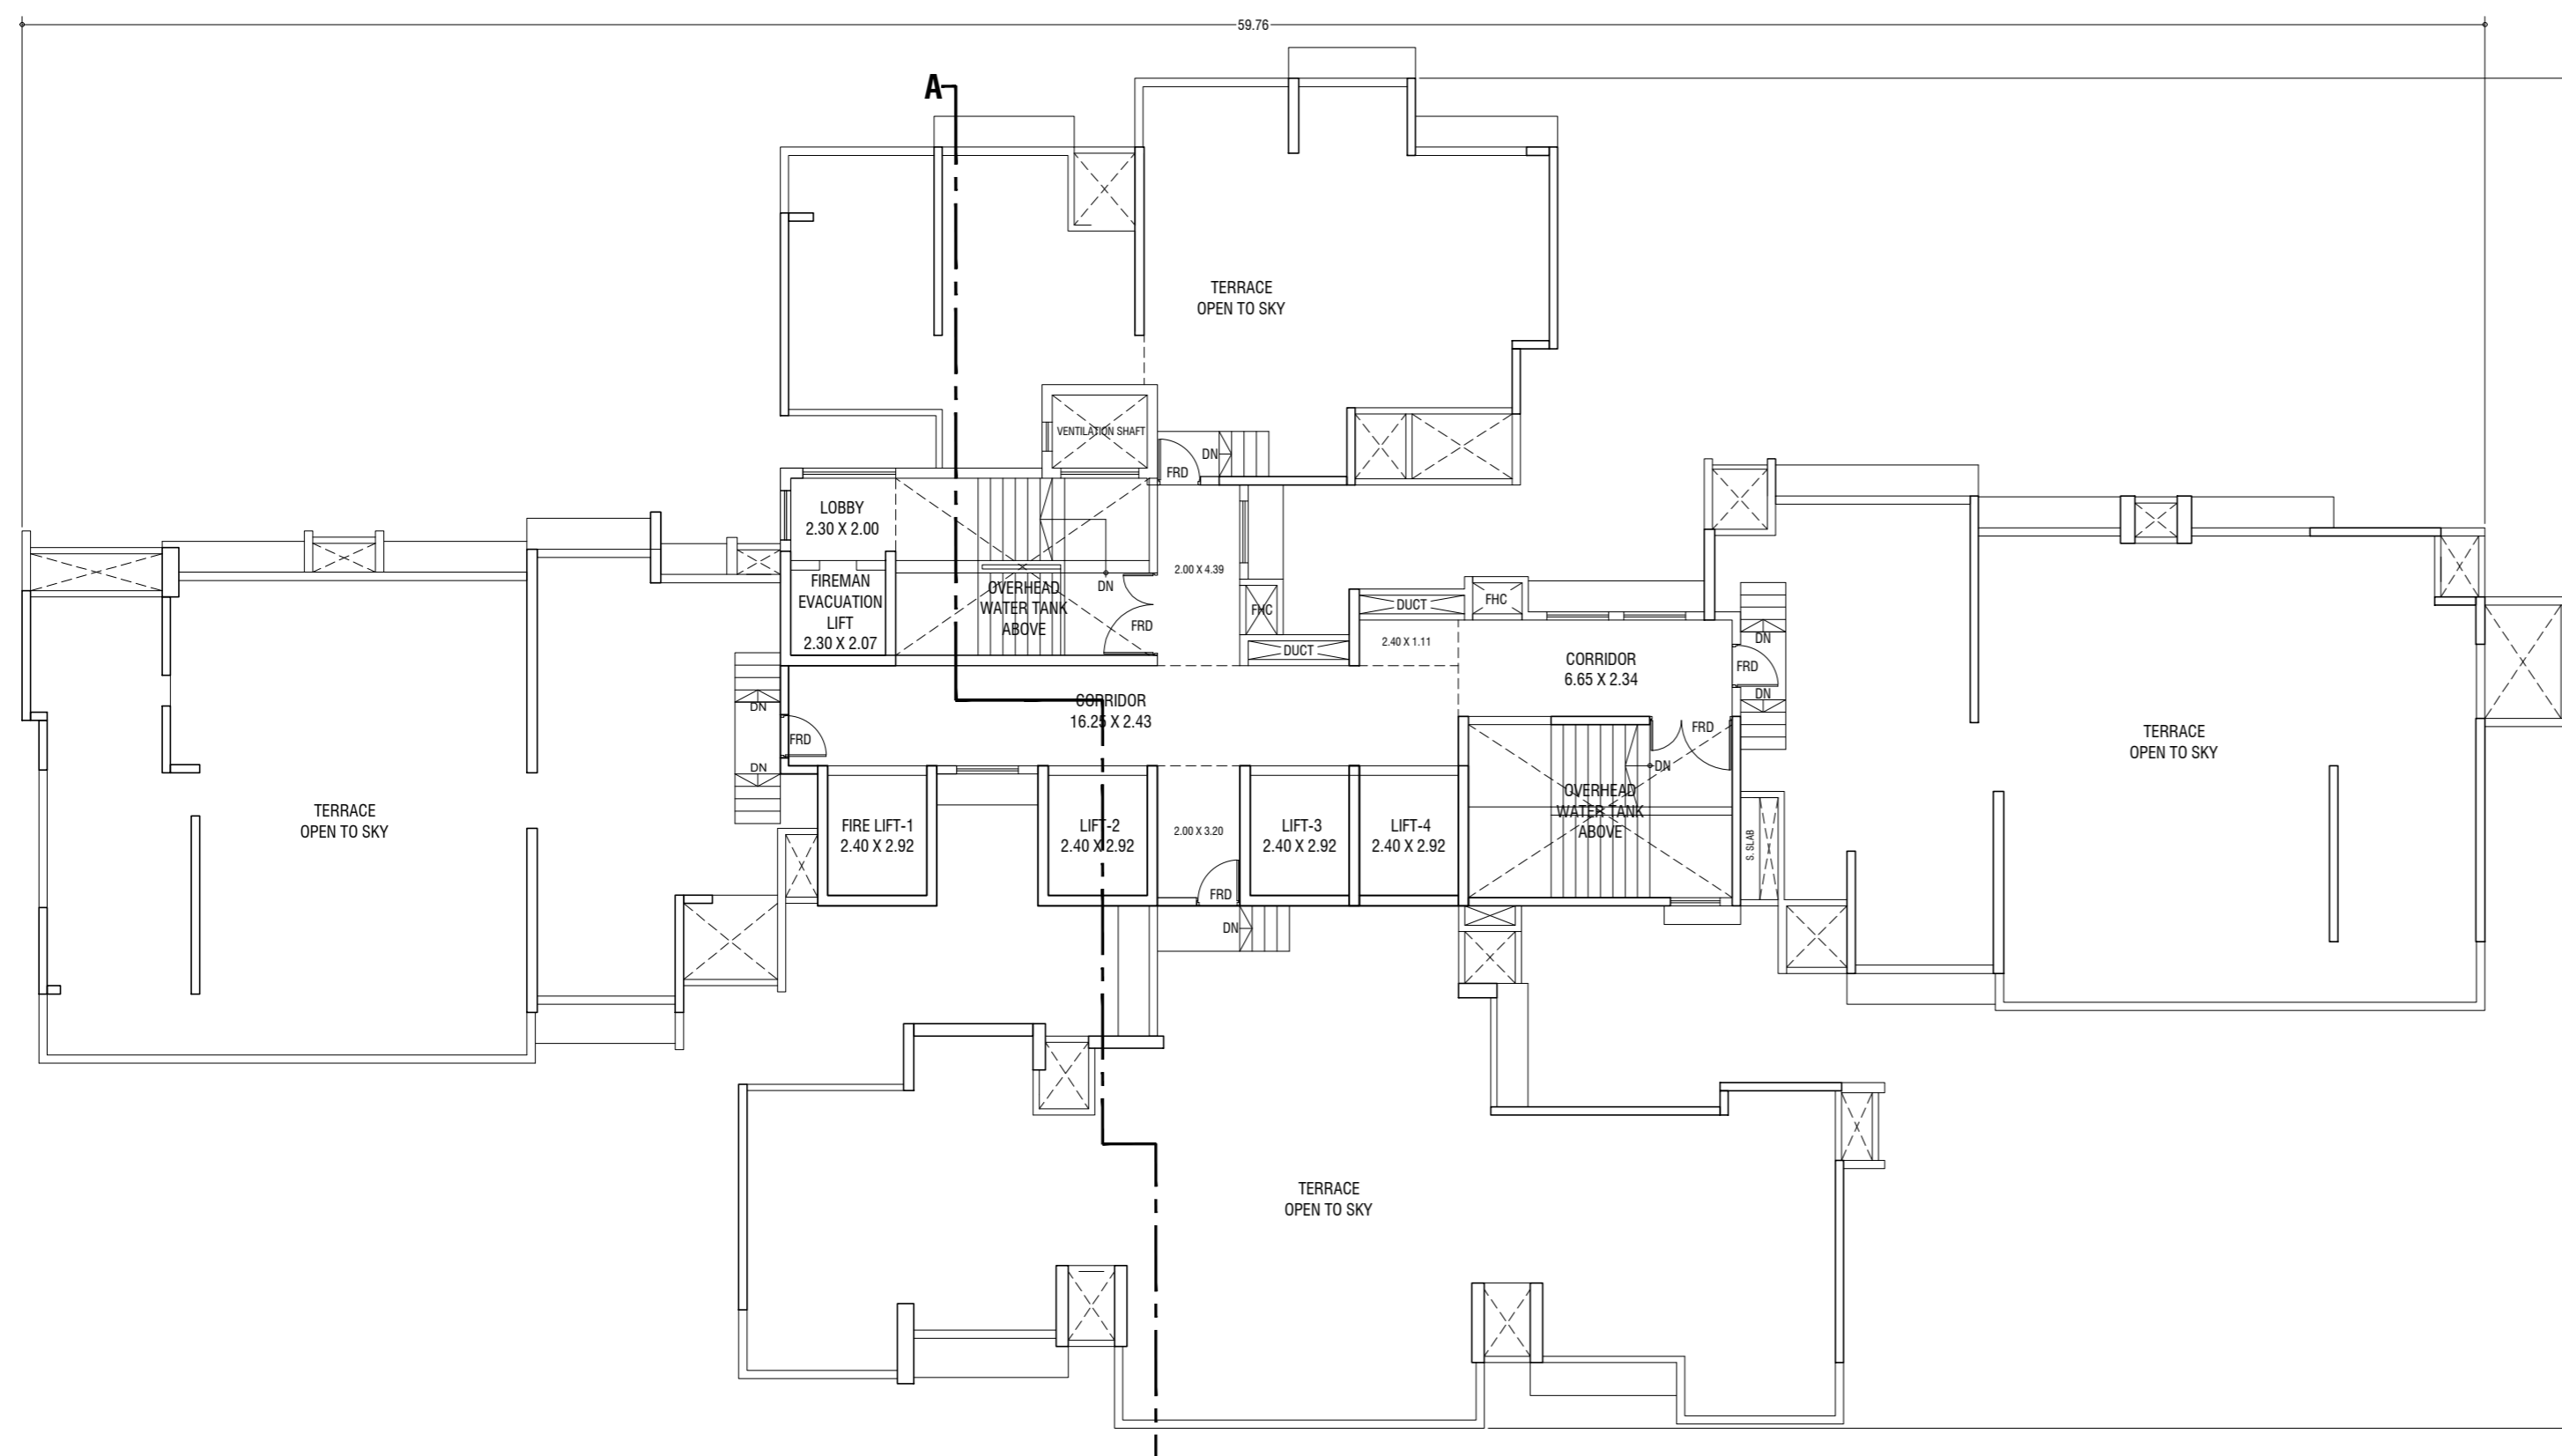 59.76
A
TERRACE
OPEN TO SKY
VENTILATION SHAFT
DN
FRD
LOBBY
2.30 X 2.00
FIREMAN
EVACUATION
LIFT
2.30 X 2.07
OVERHEAD
WATER TANK
ABOVE
DN
FRD
2.00 X 4.39
FHC
DUCT
DUCT
FHC
2.40 X 1.11
CORRIDOR
6.65 X 2.34
DN
FRD
DN
CORRIDOR
16.25 X 2.43
DN
FRD
DN
FRD
DN
OVERHEAD
WATER TANK
ABOVE
TERRACE
OPEN TO SKY
TERRACE
OPEN TO SKY
FIRE LIFT-1
2.40 X 2.92
LIFT-2
2.40 X 2.92
2.00 X 3.20
LIFT-3
2.40 X 2.92
LIFT-4
2.40 X 2.92
S. SLAB
FRD
DN
TERRACE
OPEN TO SKY